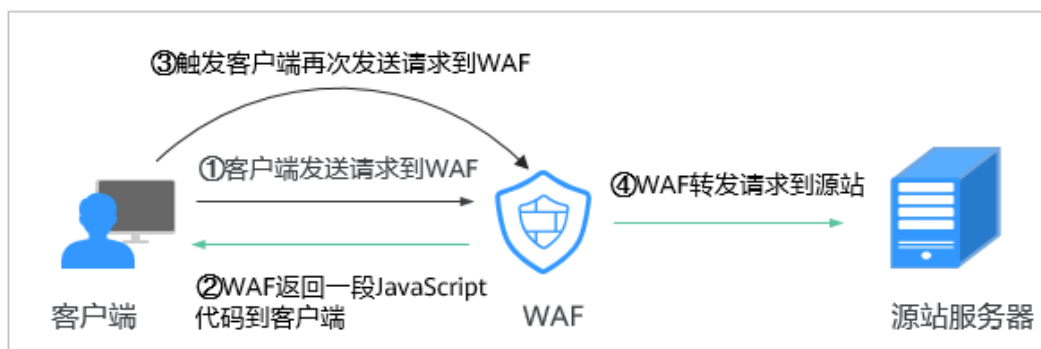 ③触发客户端再次发送请求到WAF
①客户端发送请求到WAF
④WAF转发请求到源站
②WAF返回一段JavaScript
代码到客户端
客户端
WAF
源站服务器